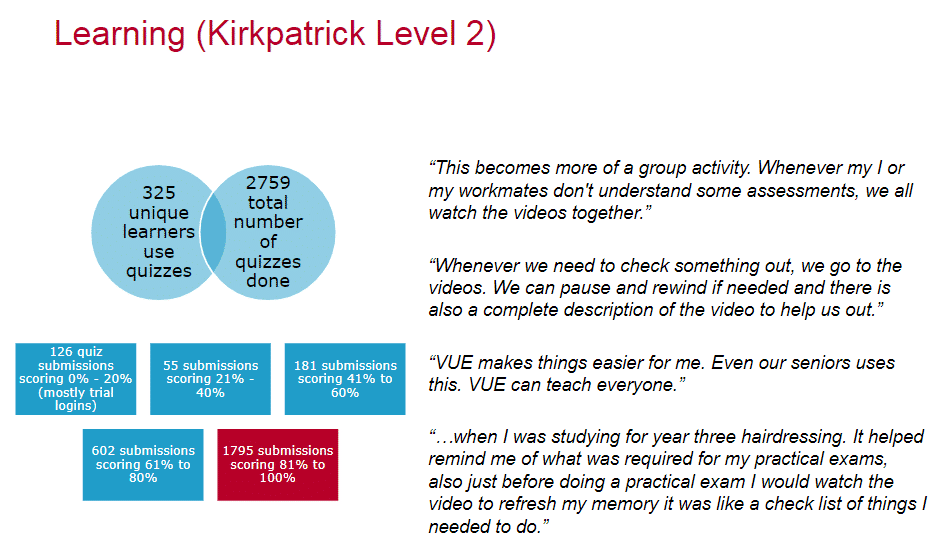 Learning (Kirkpatrick Level 2)
325
unique
learners
use
quizzes
2759
total
number
of
quizzes
done
126 quiz
submissions
scoring 0% - 20%
(mostly trial
logins)
55 submissions
scoring 21% -
40%
181 submissions
scoring 41% to
60%
602 submissions
scoring 61% to
80%
1795 submissions
scoring 81% to
100%
“This becomes more of a group activity. Whenever my I or
my workmates don't understand some assessments, we all
watch the videos together.”
“Whenever we need to check something out, we go to the
videos. We can pause and rewind if needed and there is
also a complete description of the video to help us out.”
“VUE makes things easier for me. Even our seniors uses
this. VUE can teach everyone.”
“…when I was studying for year three hairdressing. It helped
remind me of what was required for my practical exams,
also just before doing a practical exam I would watch the
video to refresh my memory it was like a check list of things I
needed to do.”